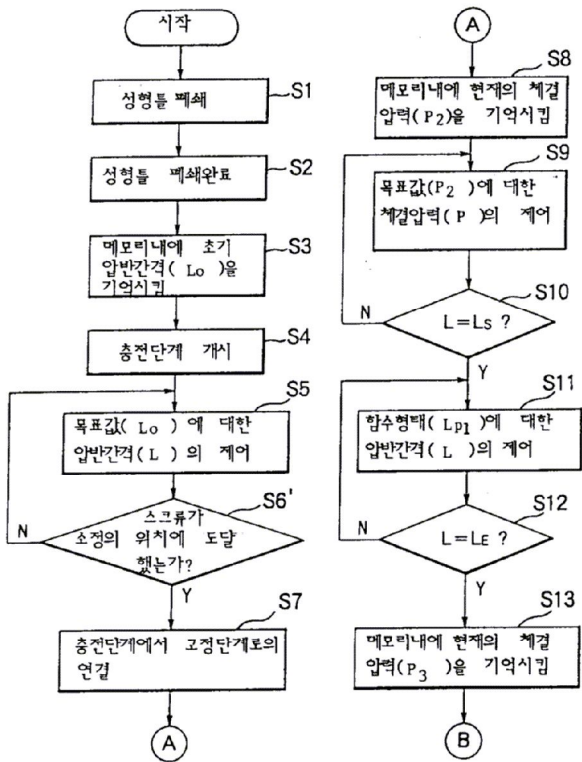 시작
S1
성형틀 폐쇄
S2
성형틀 폐쇄완료
S3
메모리내에 초기
압반간격( Lo )을
기억시킴
S4
충전단계 개시
S5
목표값( Lo ) 에 대한
압반간격( L ) 의 제어
S6'
스크류가
소정의 위치에 도달
했는가?
N
Y
S7
충전단계에서 고정단계로의
연결
A
A
S8
메모리내에 현재의 체결
압력( P2 )을 기억시킴
S9
목표값( P2 ) 에 대한
체결압력( P ) 의 제어
S10
L=LS ?
N
Y
S11
함수형태( Lp1 ) 에 대한
압반간격( L ) 의 제어
S12
L=LE ?
N
Y
S13
메모리내에 현재의 체결
압력( P3 )을 기억시킴
B